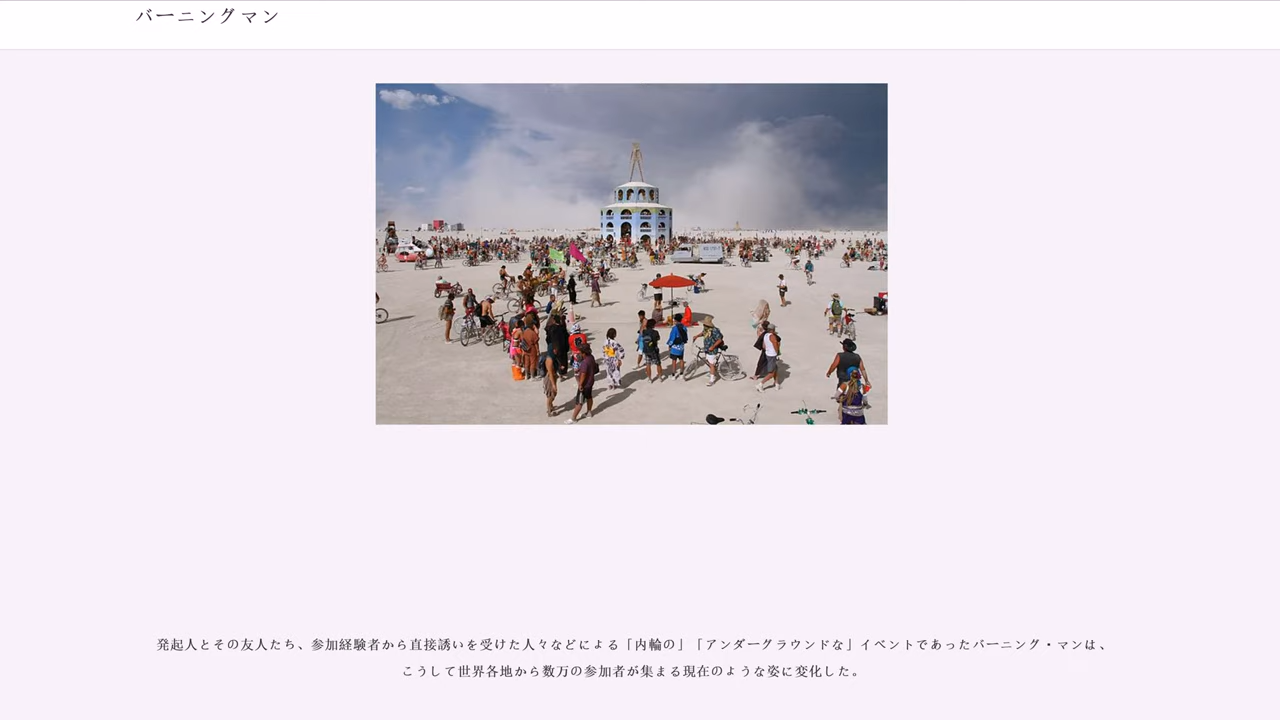 バーニングマン
発起人とその友人たち、参加経験者から直接誘いを受けた人々などによる「内輪の」「アンダーグラウンドな」イベントであったバーニング・マンは、
こうして世界各地から数万の参加者が集まる現在のような姿に変化した。